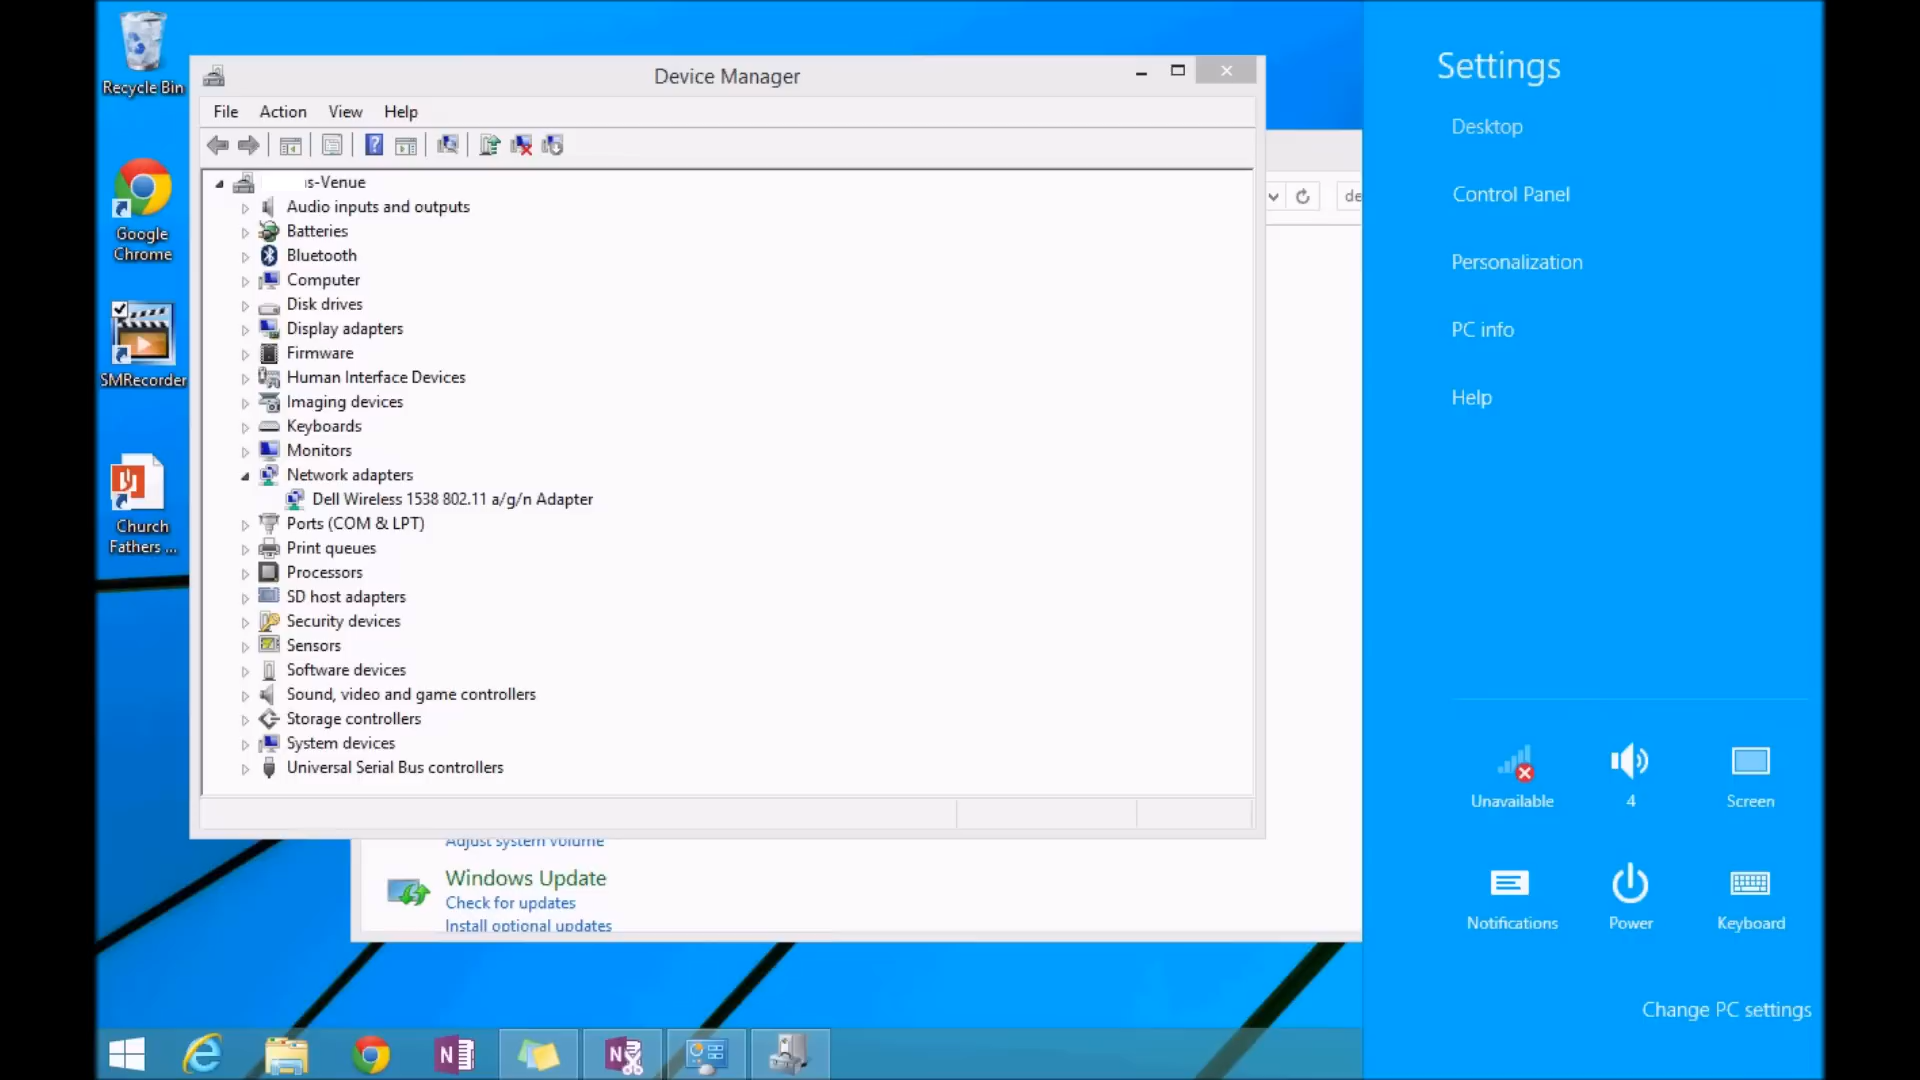 Recycle Bin
Google
Chrome
SMRecorder
Church
Fathers ...
Device Manager
File Action View Help
s-Venue
Audio inputs and outputs
Batteries
Bluetooth
Computer
Disk drives
Display adapters
Firmware
Human Interface Devices
Imaging devices
Keyboards
Monitors
Network adapters
Dell Wireless 1538 802.11 a/g/n Adapter
Ports (COM & LPT)
Print queues
Processors
SD host adapters
Security devices
Sensors
Software devices
Sound, video and game controllers
Storage controllers
System devices
Universal Serial Bus controllers
de
Adjust system volume
Windows Update
Check for updates
Install optional updates
Settings
Desktop
Control Panel
Personalization
PC info
Help
Unavailable
4
Screen
Notifications
Power
Keyboard
Change PC settings